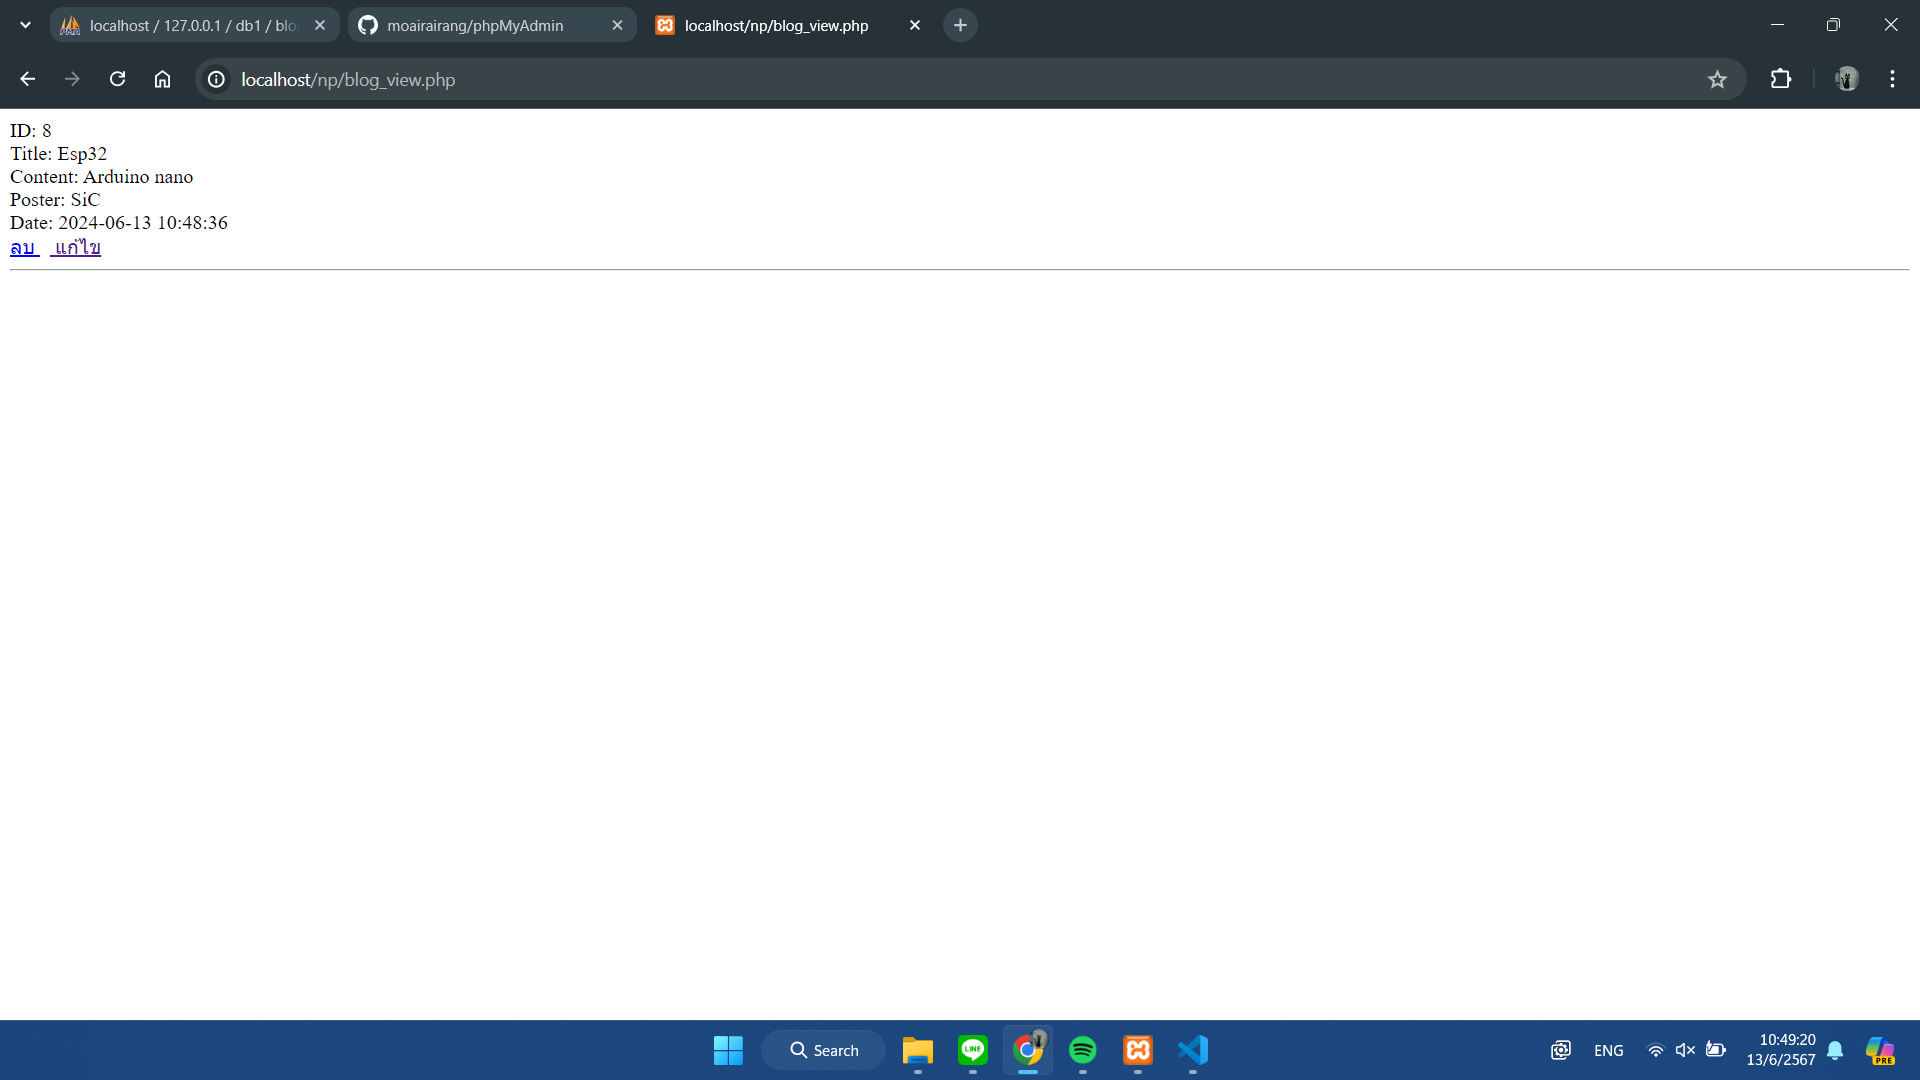 localhost / 127.0.0.1 / db1 / blo
moairairang/phpMyAdmin
localhost/np/blog_view.php
localhost/np/blog_view.php
ID: 8
Title: Esp32
Content: Arduino nano
Poster: SiC
Date: 2024-06-13 10:48:36
ลบ แก้ไข
Search
LINE
ENG
10:49:20
13/6/2567
PRE